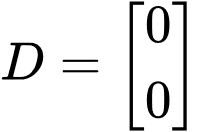 D = [0
0]